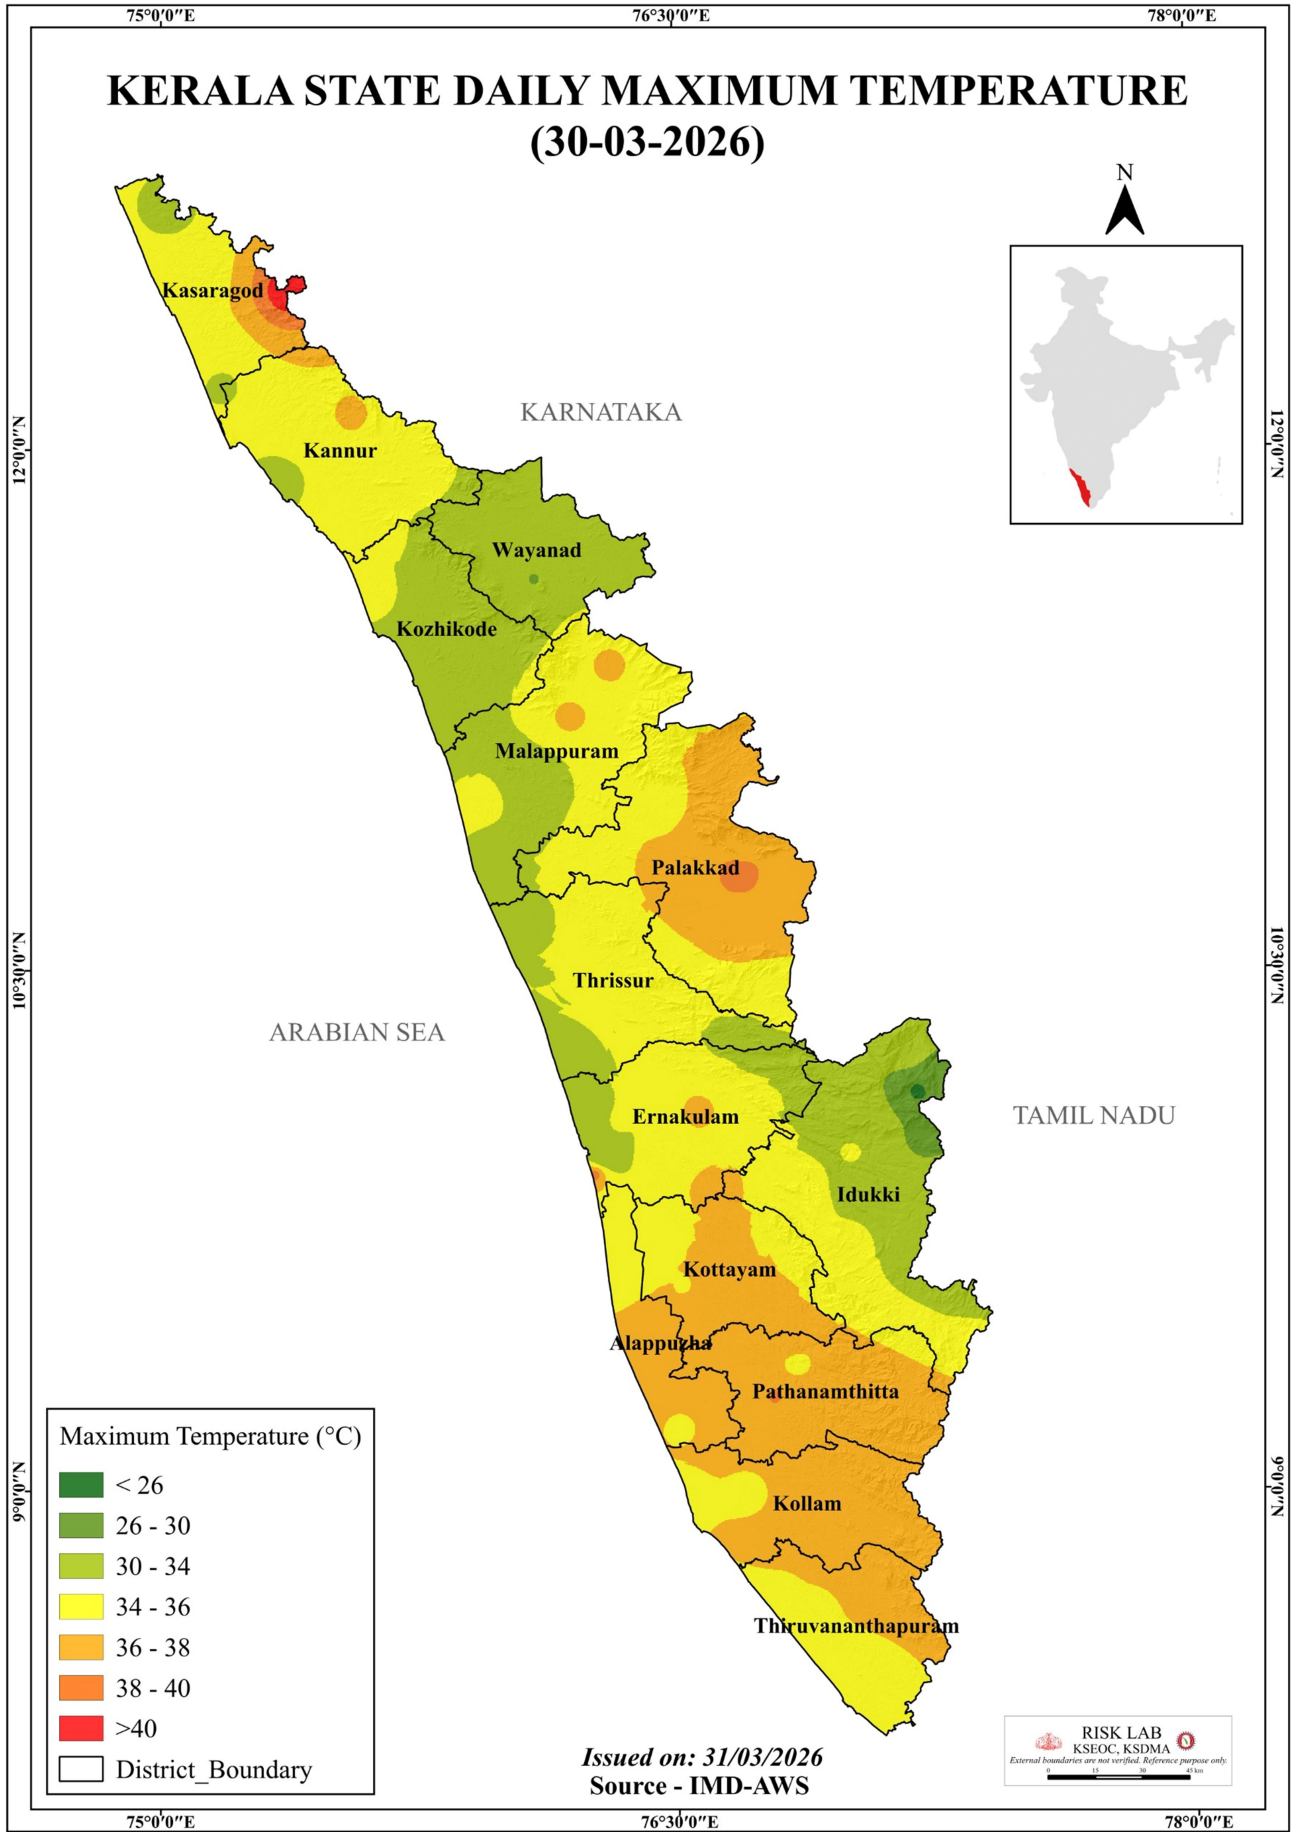 75°0'0"E
76°30'0"E
78°0'0"E
KERALA STATE DAILY MAXIMUM TEMPERATURE
(30-03-2026)
N
Kasaragod
KARNATAKA
12°0'0"N
12°0'0"N
Kannur
Wayanad
Kozhikode
Malappuram
Palakkad
10°30'0"N
10°30'0"N
Thrissur
ARABIAN SEA
Ernakulam
TAMIL NADU
Idukki
Kottayam
Alappuzha
Pathanamthitta
9°0'0"N
9°0'0"N
Kollam
Thiruvananthapuram
Maximum Temperature (°C)
< 26
26 - 30
30 - 34
34 - 36
36 - 38
38 - 40
>40
District_Boundary
Issued on: 31/03/2026
Source - IMD-AWS
RISK LAB
KSEOC, KSDMA
External boundaries are not verified. Reference purpose only.
0 15 30 45 km
75°0'0"E
76°30'0"E
78°0'0"E